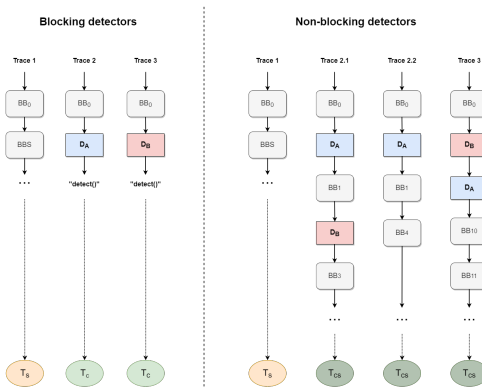 Blocking detectors
Non-blocking detectors
Trace 1
Trace 2
Trace 3
Trace 1
Trace 2.1
Trace 2.2
Trace 3
BB0
BB0
BB0
BB0
BB0
BB0
BB0
BBS
DA
DB
BBS
DA
DA
DB
...
"detect()"
"detect()"
...
BB1
BB1
DA
DB
BB4
BB10
BB3
BB11
...
...
...
TS
TC
TC
TS
TCS
TCS
TCS